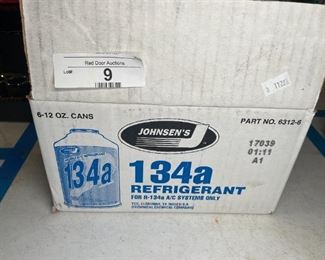 Red Door Auctions
Lot# 9
6-12 OZ. CANS
JOHNSEN'S
PART NO. 6312-6
17039
01:11
A1
134a
134a
REFRIGERANT
FOR R-134a A/C SYSTEMS ONLY